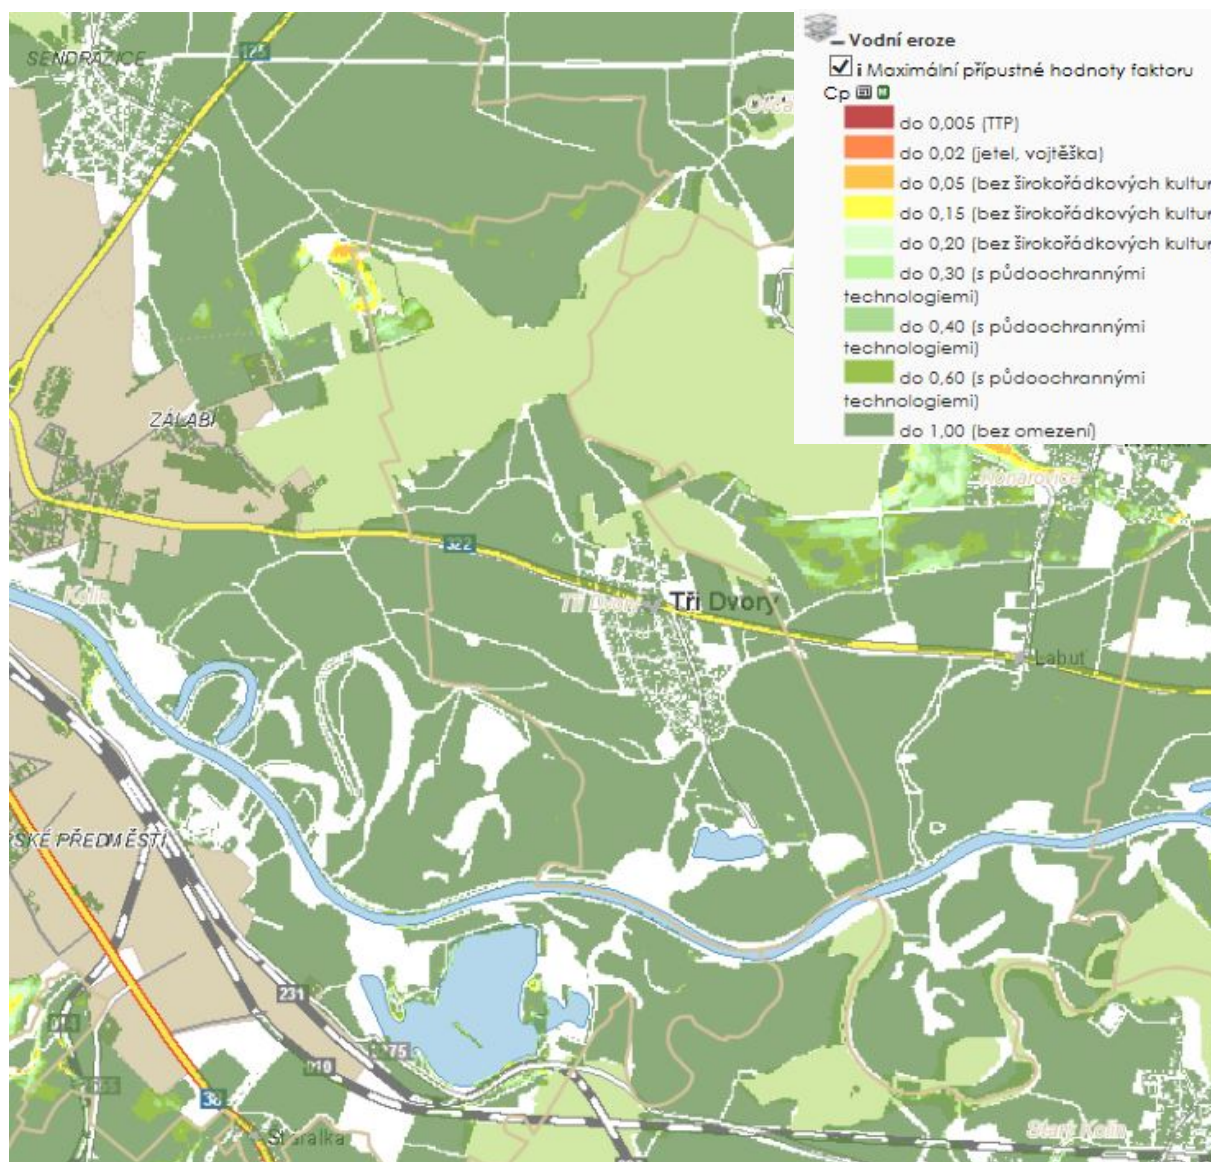 Vodní eroze
i Maximální přípustné hodnoty faktoru
Cp
do 0,005 (TTP)
do 0,02 (jetel, vojtěška)
do 0,05 (bez širokořádkových kultur
do 0,15 (bez širokořádkových kultur
do 0,20 (bez širokořádkových kultur
do 0,30 (s půdoochrannými
technologiemi)
do 0,40 (s půdoochrannými
technologiemi)
do 0,60 (s půdoochrannými
technologiemi)
do 1,00 (bez omezení)
SENDRAŽICE
125
ZÁLABÍ
322
Kolín
Tři Dvory
Tři Dvory
Labuť
SKÉ PŘEDMĚSTÍ
231
010
38
Starý Kolín